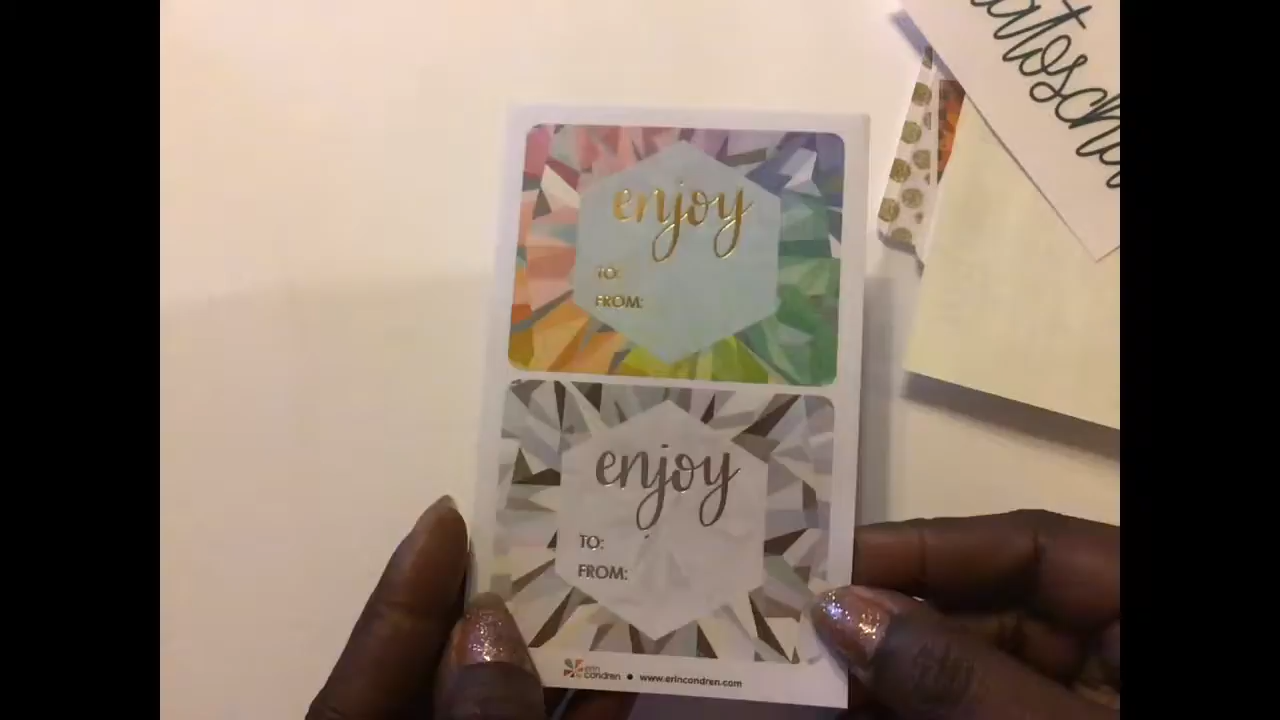 enjoy
TO:
FROM:
enjoy
TO:
FROM:
erin condren • www.erincondren.com